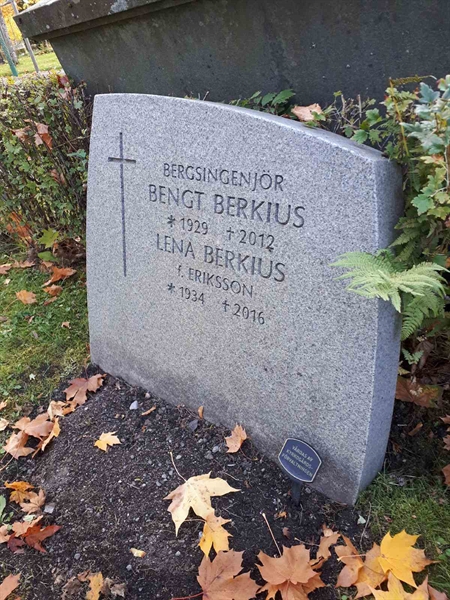 BERGSINGENJÖR
BENGT BERKIUS
*1929 +2012
LENA BERKIUS
f. ERIKSSON
*1934 +2016